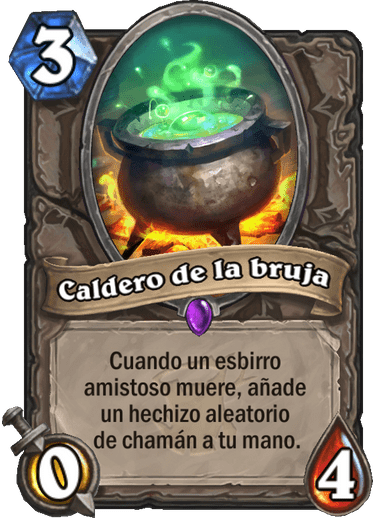 3
Caldero de la bruja
Cuando un esbirro
amistoso muere, añade
un hechizo aleatorio
de chamán a tu mano.
0
4